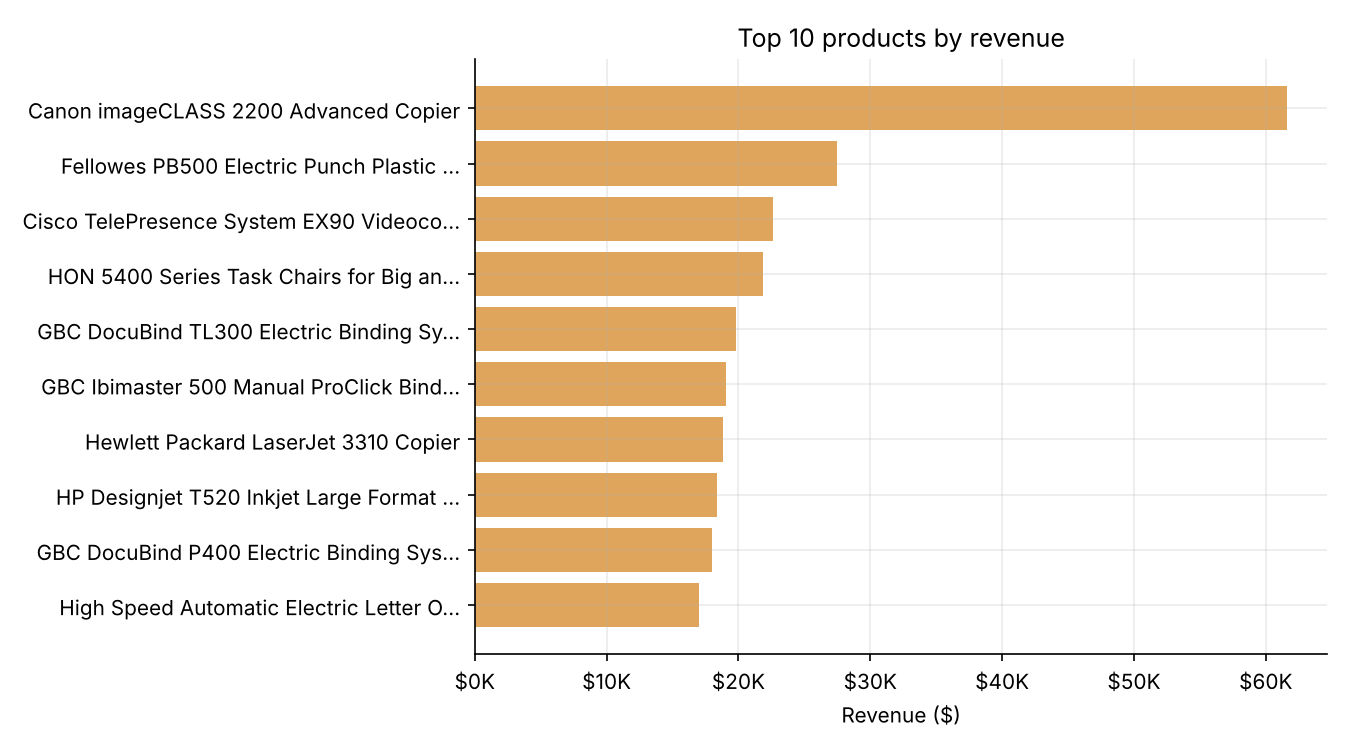 Top 10 products by revenue
Canon imageCLASS 2200 Advanced Copier
Fellowes PB500 Electric Punch Plastic ...
Cisco TelePresence System EX90 Videoco...
HON 5400 Series Task Chairs for Big an...
GBC DocuBind TL300 Electric Binding Sy...
GBC Ibimaster 500 Manual ProClick Bind...
Hewlett Packard LaserJet 3310 Copier
HP Designjet T520 Inkjet Large Format ...
GBC DocuBind P400 Electric Binding Sys...
High Speed Automatic Electric Letter O...
$0K $10K $20K $30K $40K $50K $60K
Revenue ($)